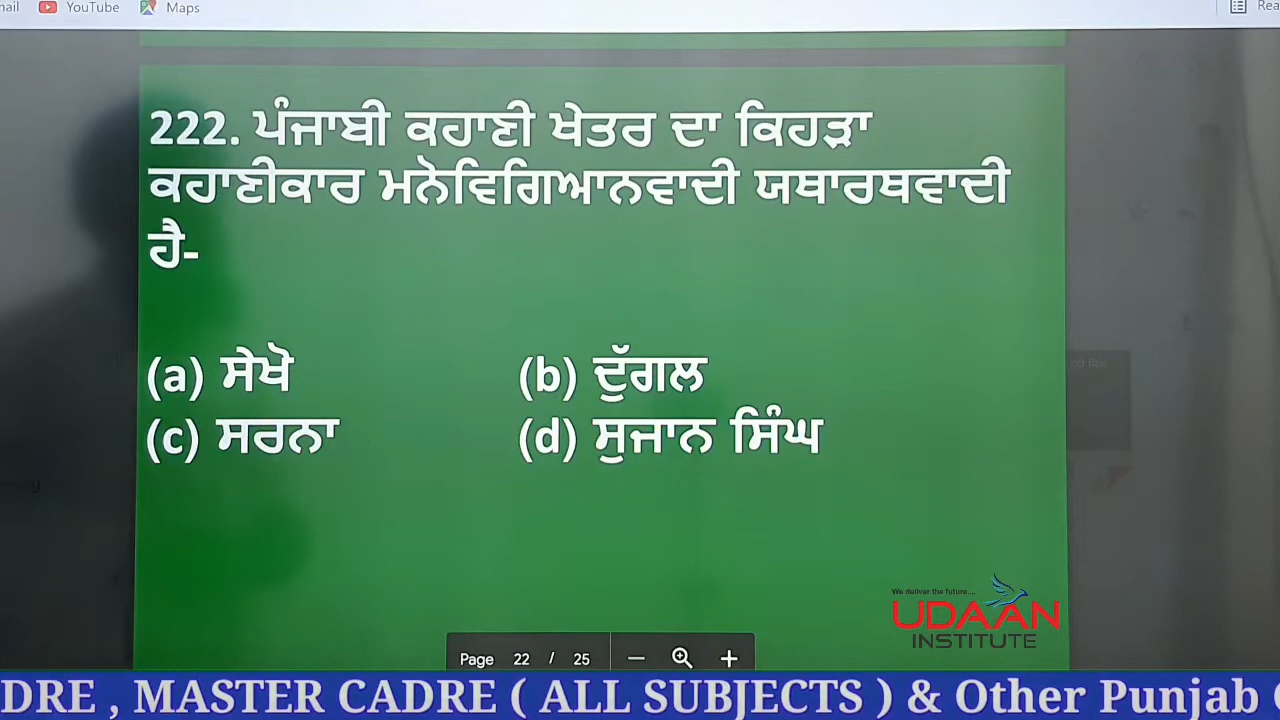 YouTube
Maps
222. ਪੰਜਾਬੀ ਕਹਾਣੀ ਖੇਤਰ ਦਾ ਕਿਹੜਾ
ਕਹਾਣੀਕਾਰ ਮਨੋਵਿਗਿਆਨਵਾਦੀ ਯਥਾਰਥਵਾਦੀ
ਹੈ-
(a) ਸੇਖੋ (b) ਦੁੱਗਲ
(c) ਸਰਨਾ (d) ਸੁਜਾਨ ਸਿੰਘ
We deliver the future....
UDAAN
INSTITUTE
Page 22 / 25
DRE , MASTER CADRE ( ALL SUBJECTS ) & Other Punjab